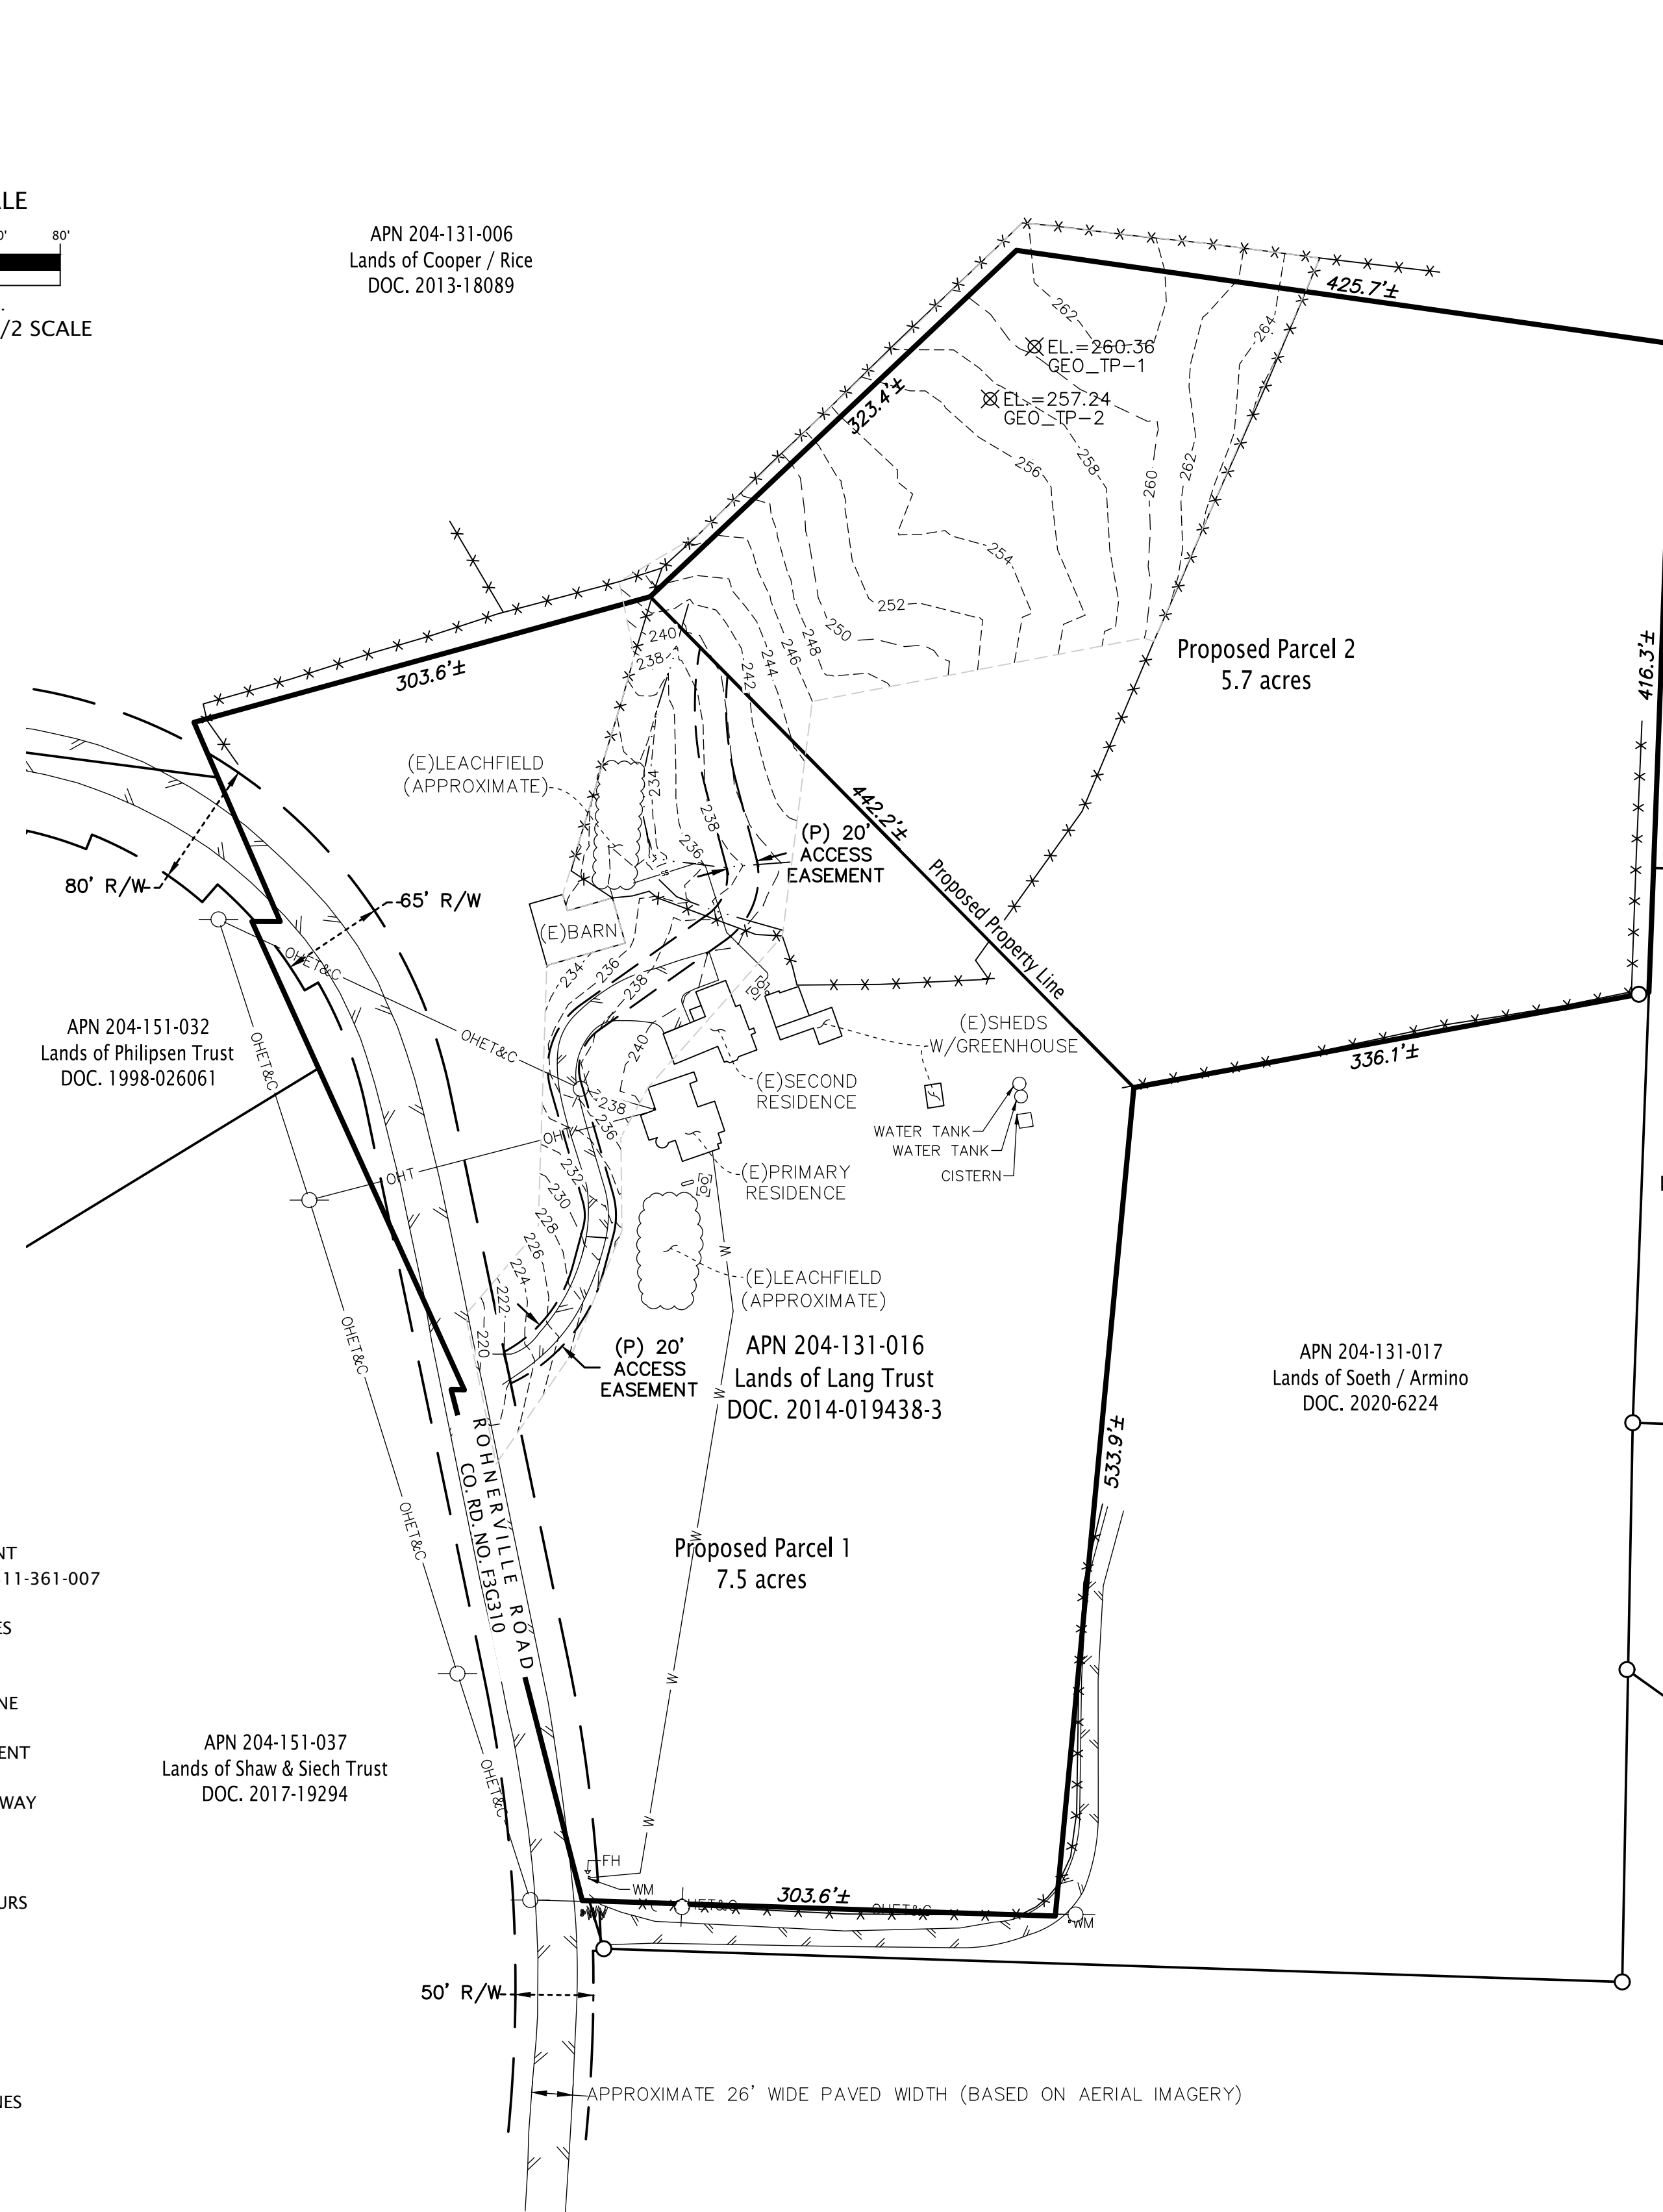 80'
/2 SCALE
APN 204-131-006
Lands of Cooper / Rice
DOC. 2013-18089
425.7'±
262
264
EL.=260.36
GEO_TP-1
EL.=257.24
GEO_TP-2
323.4'±
256
258
260
262
254
252
250
248
246
244
242
240
238
303.6'±
Proposed Parcel 2
5.7 acres
416.3'±
(E)LEACHFIELD
(APPROXIMATE)
234
238
236
442.2'±
(P) 20'
ACCESS
EASEMENT
Proposed Property Line
80' R/W
65' R/W
(E)BARN
OHET&C
234
236
238
240
APN 204-151-032
Lands of Philipsen Trust
DOC. 1998-026061
OHET&C
OHET&C
(E)SHEDS
W/GREENHOUSE
336.1'±
(E)SECOND
RESIDENCE
238
236
WATER TANK
WATER TANK
CISTERN
OHT
OHT
(E)PRIMARY
RESIDENCE
232
230
228
226
224
222
220
W
(E)LEACHFIELD
(APPROXIMATE)
OHET&C
(P) 20'
ACCESS
EASEMENT
APN 204-131-016
Lands of Lang Trust
DOC. 2014-019438-3
W
APN 204-131-017
Lands of Soeth / Armino
DOC. 2020-6224
533.9'±
ROHNERVILLE ROAD
CO. RD. NO. F3G310
OHET&C
W
Proposed Parcel 1
7.5 acres
NT
11-361-007
ES
NE
ENT
WAY
URS
NES
W
APN 204-151-037
Lands of Shaw & Siech Trust
DOC. 2017-19294
OHET&C
W
FH
WM
303.6'±
OHET&C
WM
50' R/W
APPROXIMATE 26' WIDE PAVED WIDTH (BASED ON AERIAL IMAGERY)